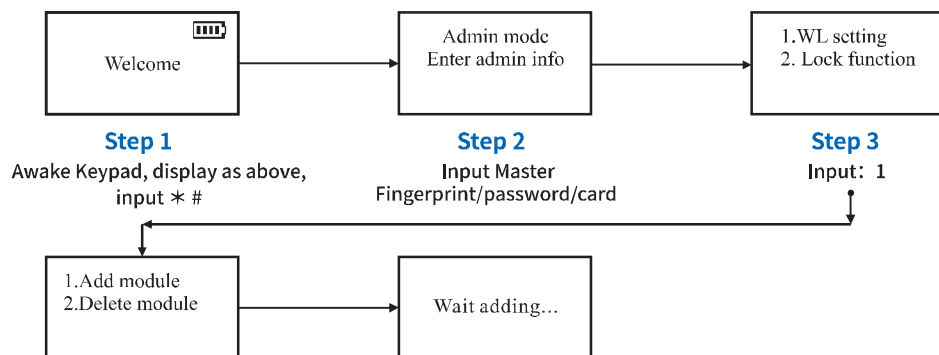 Welcome
Admin mode
Enter admin info
1.WL setting
2. Lock function
Step 1
Awake Keypad, display as above,
input * #
Step 2
Input Master
Fingerprint/password/card
Step 3
Input: 1
1.Add module
2.Delete module
Wait adding...